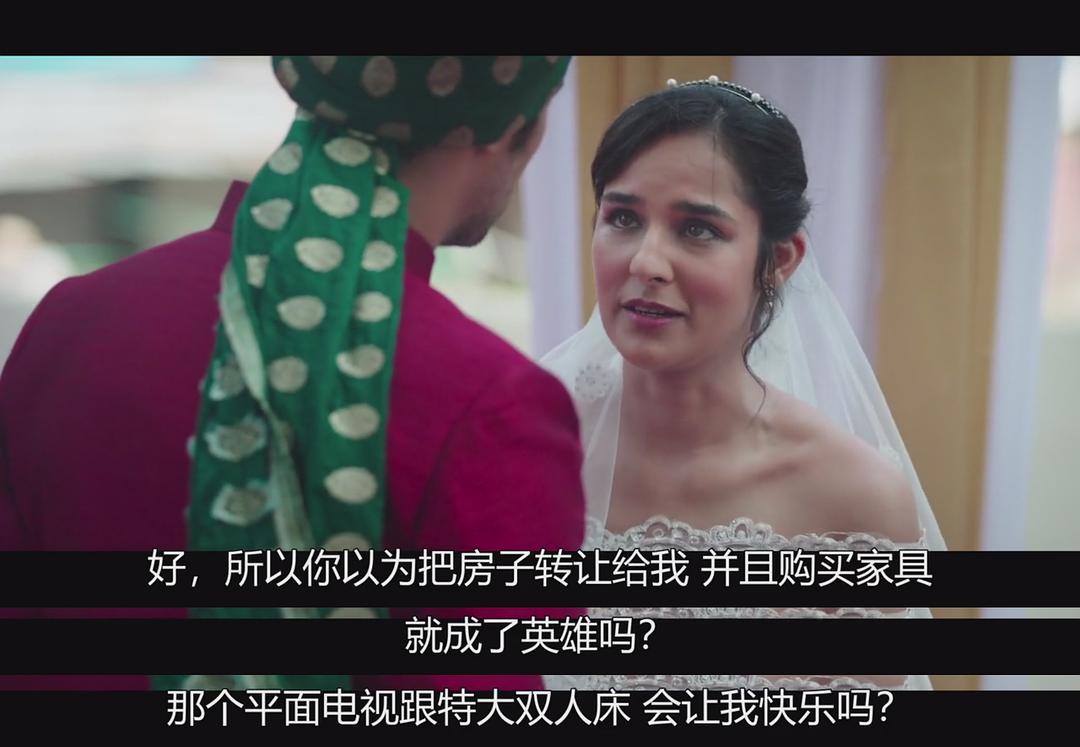 好，所以你以为把房子转让给我 并且购买家具
就成了英雄吗？
那个平面电视跟特大双人床 会让我快乐吗？